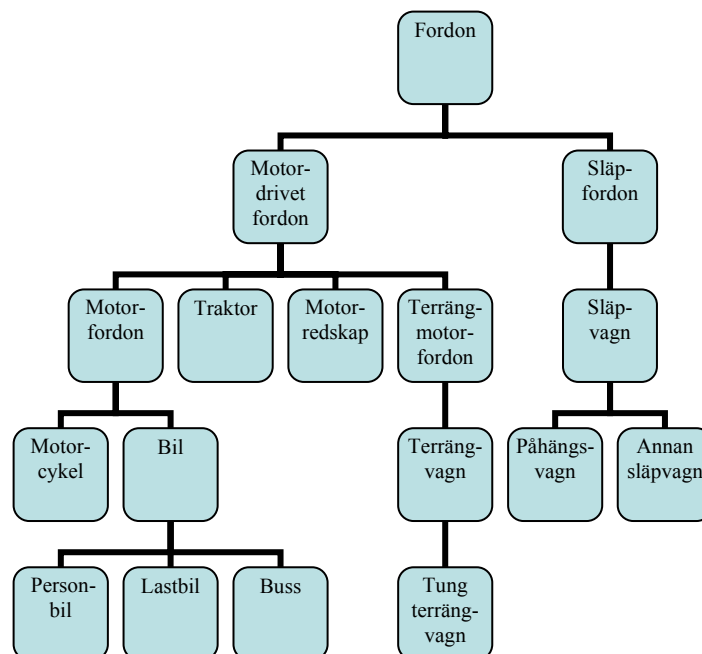 Fordon
Motor-
drivet
fordon
Släp-
fordon
Motor-
fordon
Traktor
Motor-
redskap
Terräng-
motor-
fordon
Släp-
vagn
Motor-
cykel
Bil
Terräng-
vagn
Påhängs-
vagn
Annan
släpvagn
Person-
bil
Lastbil
Buss
Tung
terräng-
vagn